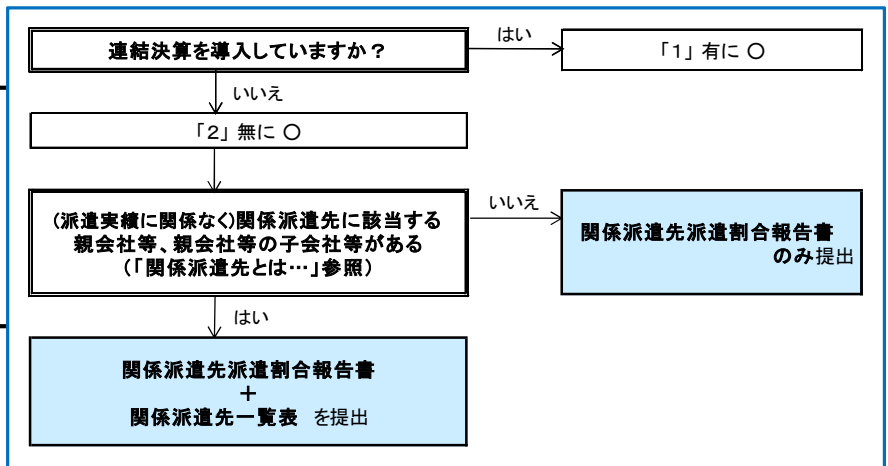 連結決算を導入していますか?
はい
「1」有に ○
いいえ
「2」無に ○
(派遣実績に関係なく)関係派遣先に該当する
親会社等、親会社等の子会社等がある
(「関係派遣先とは…」参照)
いいえ
関係派遣先派遣割合報告書
のみ提出
はい
関係派遣先派遣割合報告書
+
関係派遣先一覧表 を提出